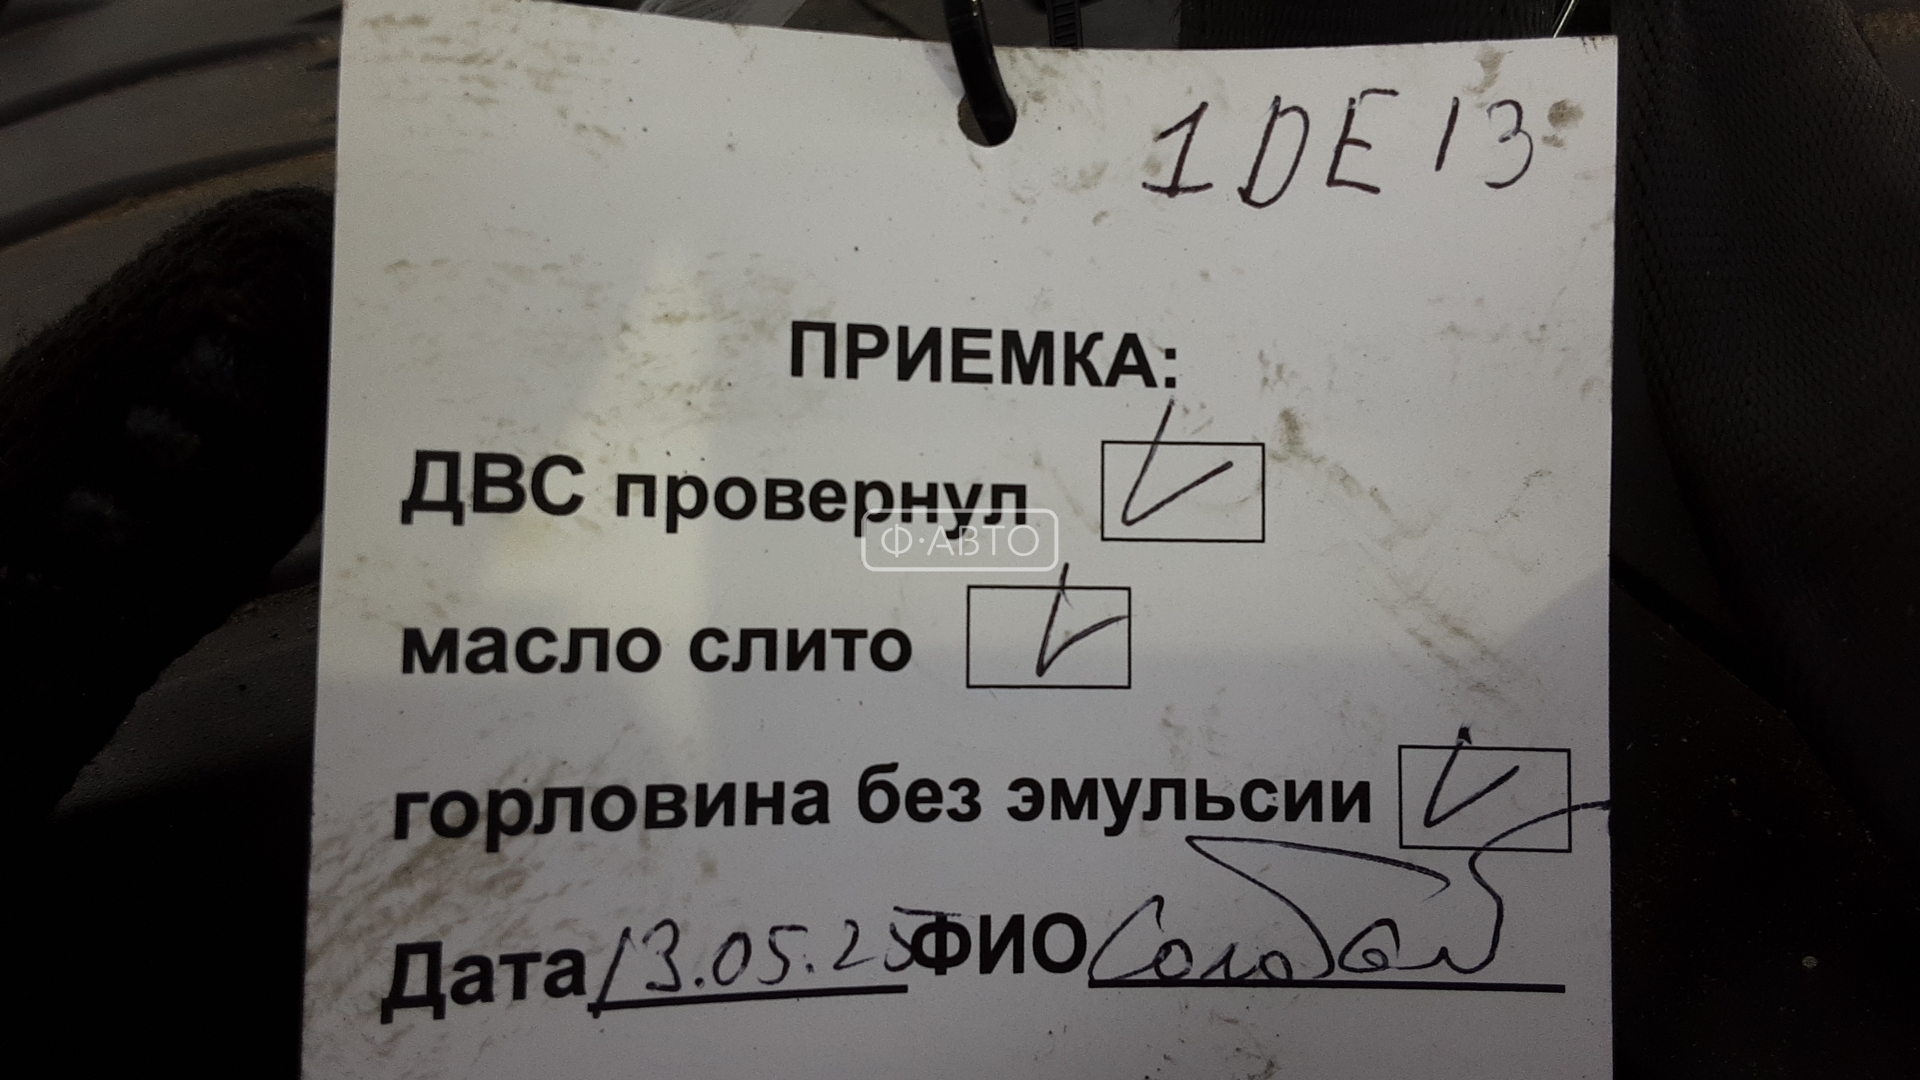 1DE13
ПРИЕМКА:
ДВС провернул
Ф·АВТО
масло слито
горловина без эмульсии
Дата 13.05.25 ФИО